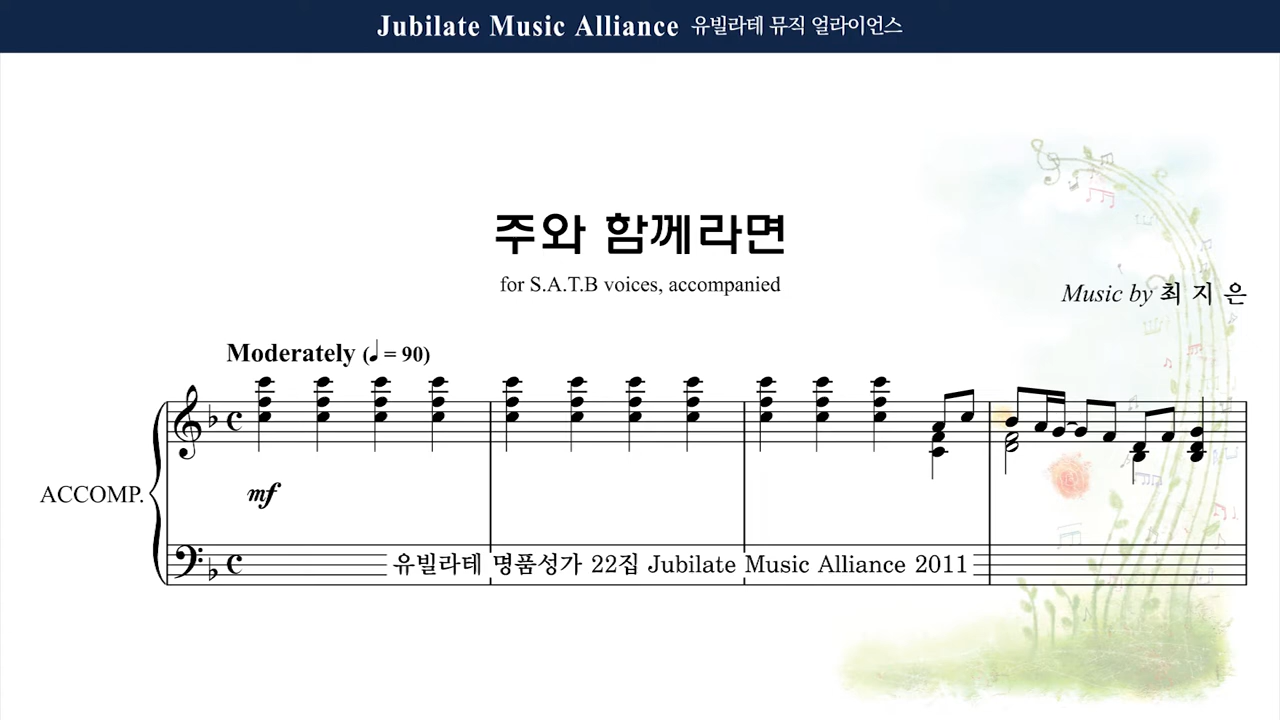 Jubilate Music Alliance 유빌라테 뮤직 얼라이언스
주와 함께라면
for S.A.T.B voices, accompanied
Music by 최 지 은
Moderately (♩ = 90)
ACCOMP.
mf
유빌라테 명품성가 22집 Jubilate Music Alliance 2011